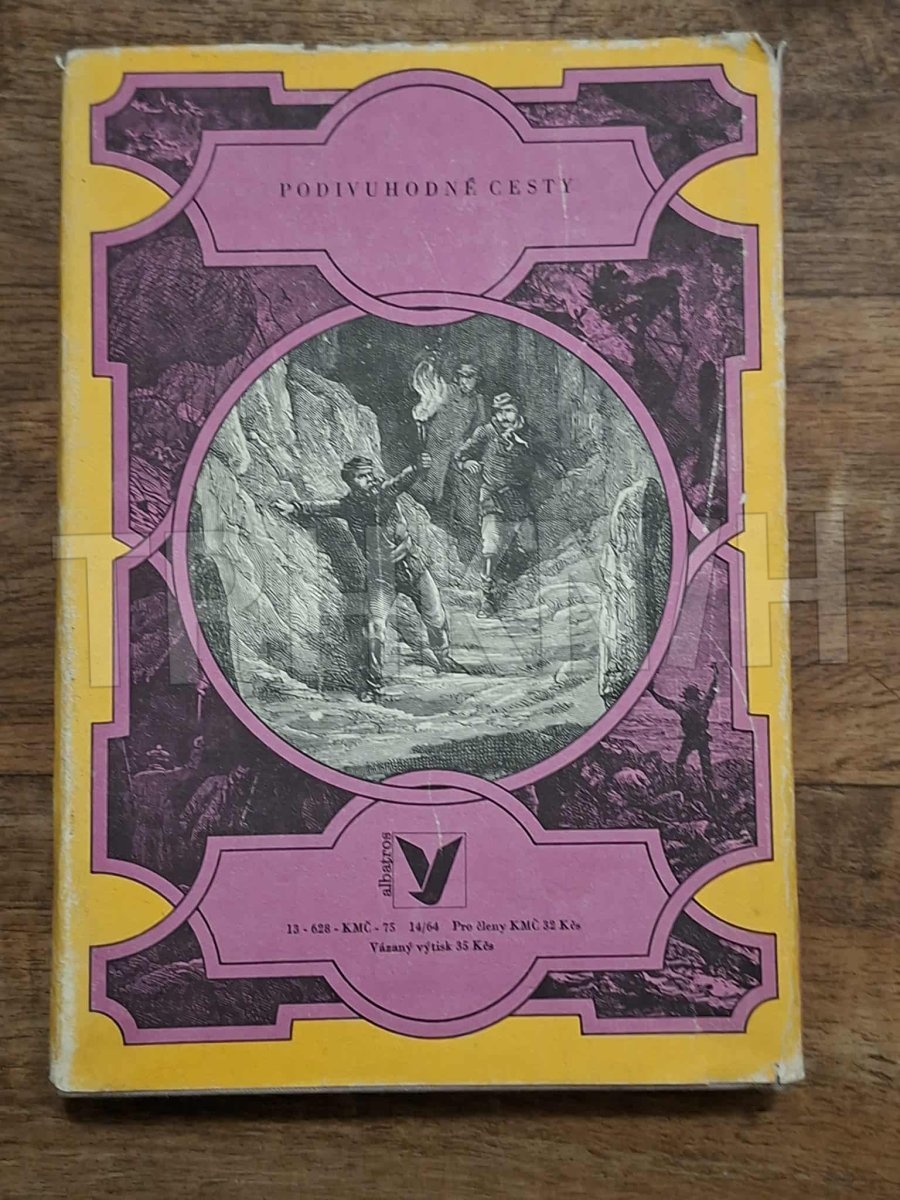 PODIVUHODNÉ CESTY
albatros
13 - 628 - KMČ - 75 14/64 Pro členy KMČ 32 Kčs
Vázaný výtisk 35 Kčs